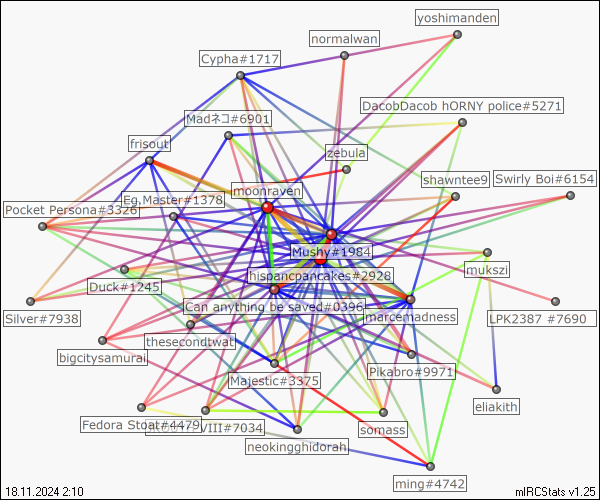 yoshimanden
normalwan
Cypha#1717
DacobDacob hORNY police#5271
Madネコ#6901
frisout
zebula
shawntee9
Swirly Boi#6154
moonraven
Eg.Master#1378
Pocket Persona#3326
Mushy#1984
mukszi
hispancpancakes#2928
Duck#1245
Can anything be saved#0396
marcemadness
Silver#7938
LPK2387 #7690
thesecondtwat
bigcitysamurai
Pikabro#9971
Majestic#3375
eliakith
Fedora Stoat#4479
VIII#7034
somass
neokingghidorah
ming#4742
18.11.2024 2:10
mIRCStats v1.25